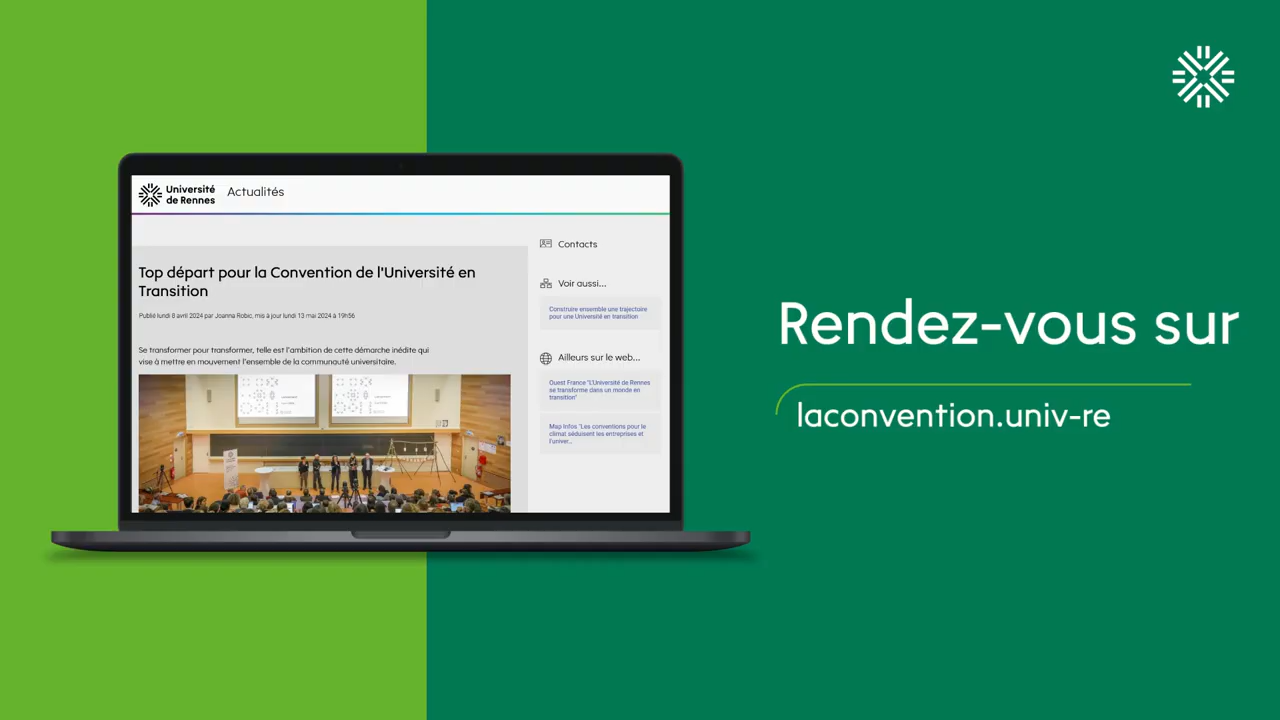 Université
de Rennes
Actualités
Top départ pour la Convention de l'Université en
Transition
Publié lundi 8 avril 2024 par Joanna Robic, mis à jour lundi 13 mai 2024 à 19h56
Se transformer pour transformer, telle est l'ambition de cette démarche inédite qui
vise à mettre en mouvement l'ensemble de la communauté universitaire.
Contacts
Voir aussi...
Construire ensemble une trajectoire
pour une Université en transition
Ailleurs sur le web...
Ouest France "L'Université de Rennes
se transforme dans un monde en
transition"
Map Infos "Les conventions pour le
climat séduisent les entreprises et
l'univer...
Rendez-vous sur
laconvention.univ-re